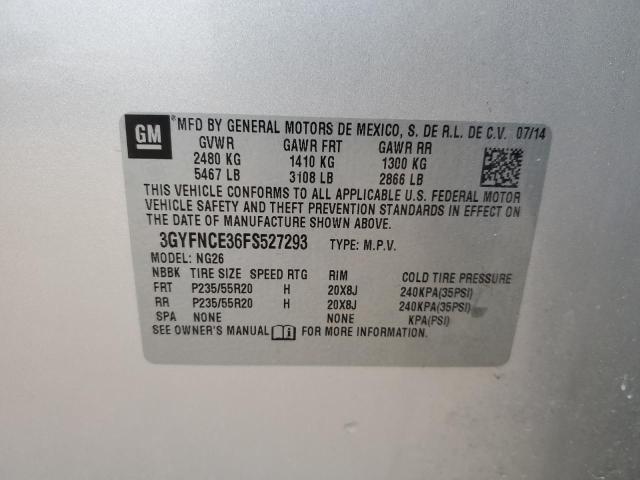 GM *MFD BY GENERAL MOTORS DE MEXICO, S. DE R.L. DE C.V. 07/14
GVWR GAWR FRT GAWR RR
2480 KG 1410 KG 1300 KG
5467 LB 3108 LB 2866 LB
THIS VEHICLE CONFORMS TO ALL APPLICABLE U.S. FEDERAL MOTOR
VEHICLE SAFETY AND THEFT PREVENTION STANDARDS IN EFFECT ON
THE DATE OF MANUFACTURE SHOWN ABOVE.
3GYFNCE36FS527293 TYPE: M.P.V.
MODEL: NG26
NBBK TIRE SIZE SPEED RTG RIM COLD TIRE PRESSURE
FRT P235/55R20 H 20X8J 240KPA(35PSI)
RR P235/55R20 H 20X8J 240KPA(35PSI)
SPA NONE NONE KPA(PSI)
SEE OWNER'S MANUAL FOR MORE INFORMATION.